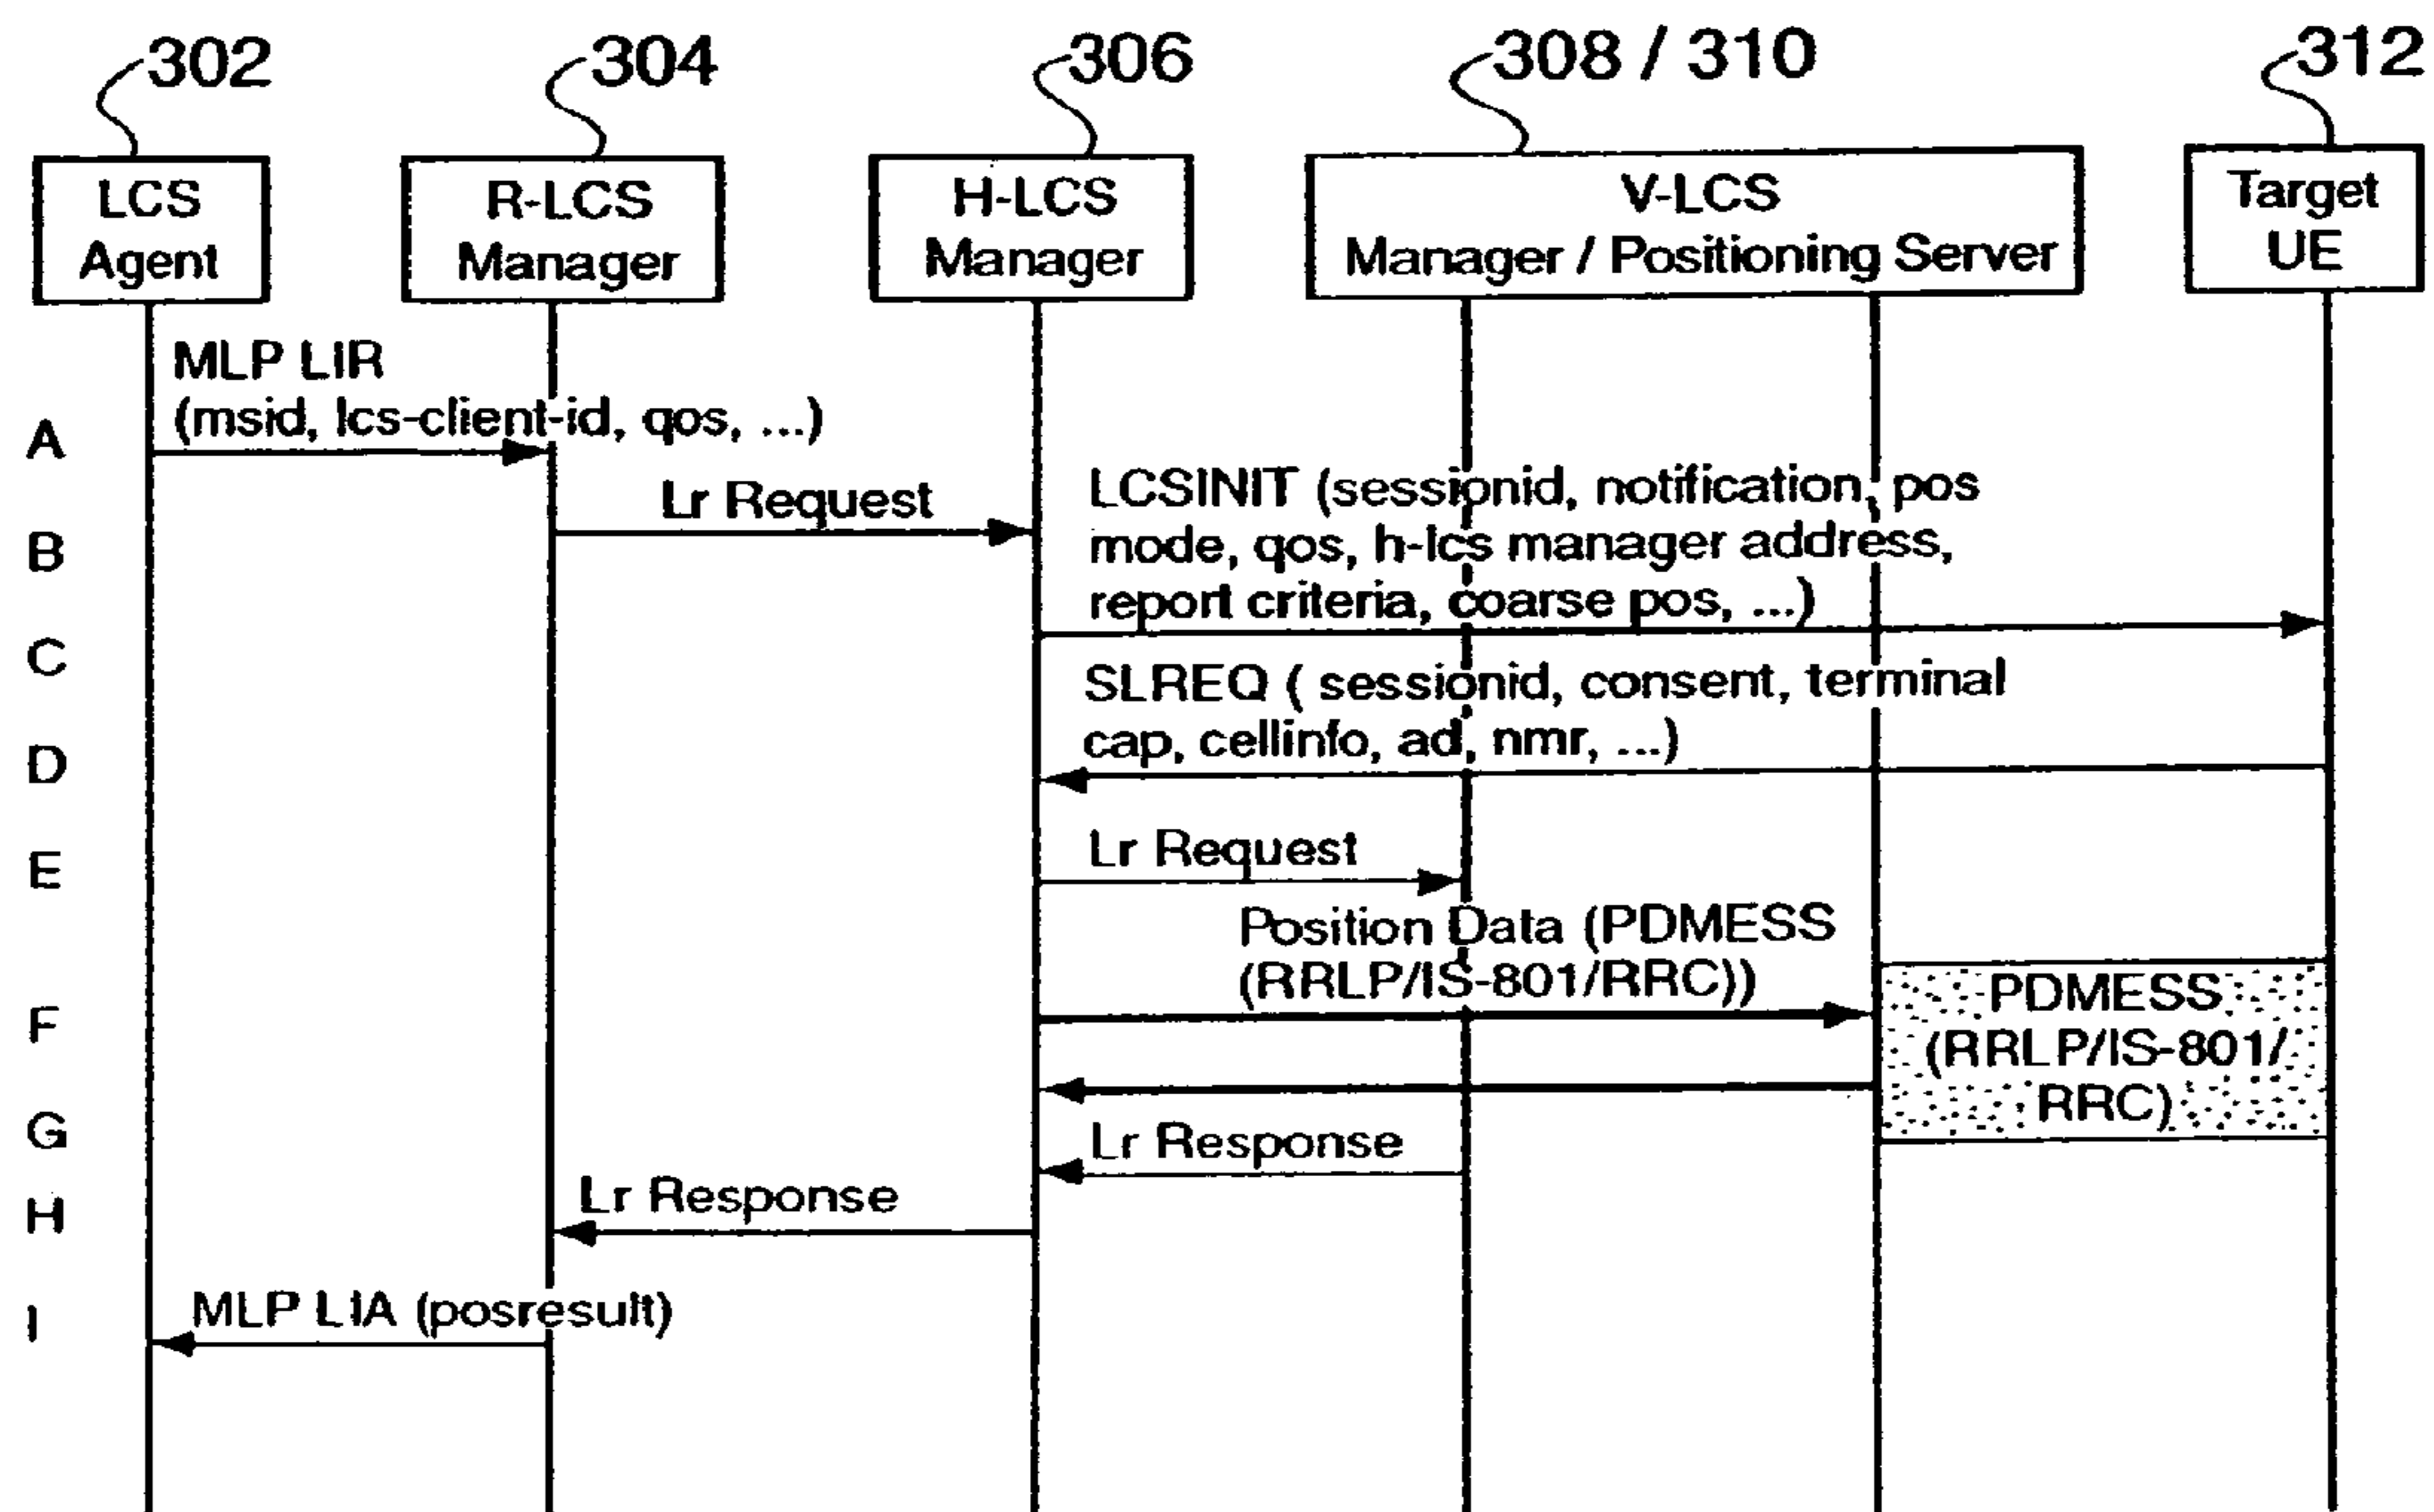 302
304
306
308 / 310
312
LCS
Agent
R-LCS
Manager
H-LCS
Manager
V-LCS
Manager / Positioning Server
Target
UE
MLP LIR
(msid, lcs-client-id, qos, ...)
A
Lr Request
B
LCSINIT (sessionid, notification, pos
mode, qos, h-lcs manager address,
report criteria, coarse pos, ...)
C
SLREQ ( sessionid, consent, terminal
cap, cellinfo, ad, nmr, ...)
D
Lr Request
E
Position Data (PDMESS
(RRLP/IS-801/RRC))
F
PDMESS
(RRLP/IS-801/
RRC)
G
Lr Response
H
Lr Response
I
MLP LIA (posresult)